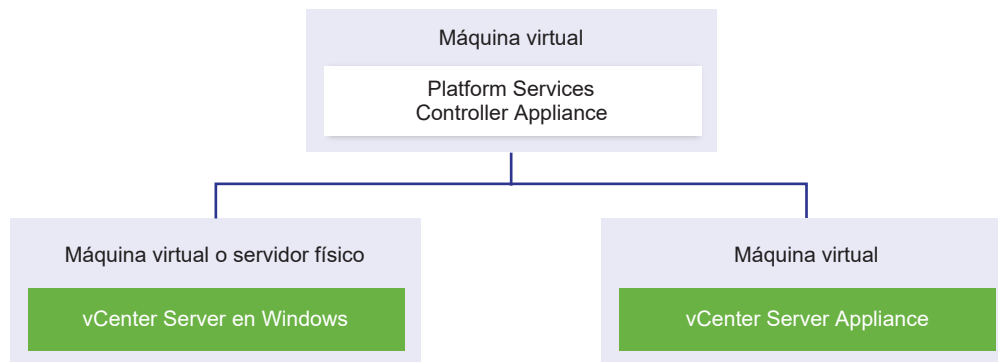 Máquina virtual
Platform Services
Controller Appliance
Máquina virtual o servidor físico
vCenter Server en Windows
Máquina virtual
vCenter Server Appliance